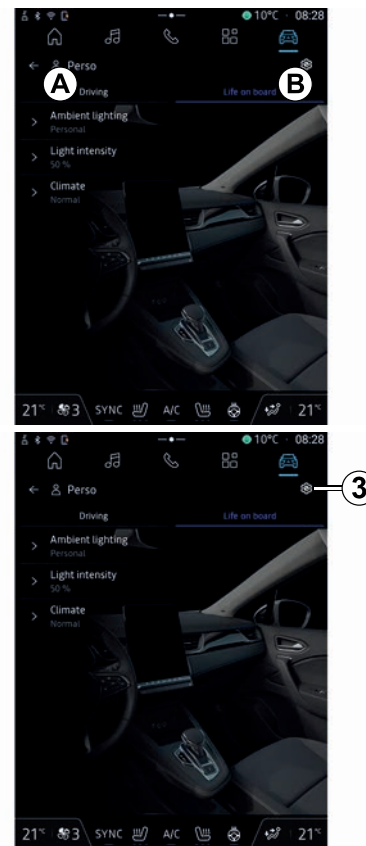 10°C 08:28
Perso
A
B
Driving
Life on board
Ambient lighting
Personal
Light intensity
50 %
Climate
Normal
21°C 3 SYNC A/C 21°C
10°C 08:28
Perso
3
Driving
Life on board
Ambient lighting
Personal
Light intensity
50 %
Climate
Normal
21°C 3 SYNC A/C 21°C